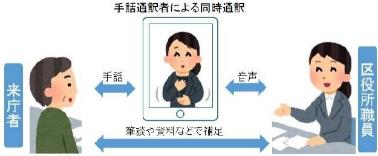 手話通訳者による同時通訳
来庁者
手話
音声
区役所職員
筆談や資料などで補足